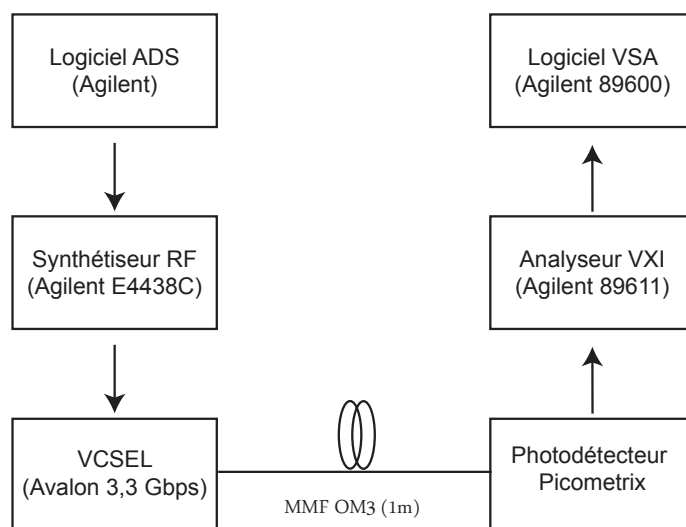 Logiciel ADS
(Agilent)
Logiciel VSA
(Agilent 89600)
Synthétiseur RF
(Agilent E4438C)
Analyseur VXI
(Agilent 89611)
VCSEL
(Avalon 3,3 Gbps)
MMF OM3 (1m)
Photodétecteur
Picometrix